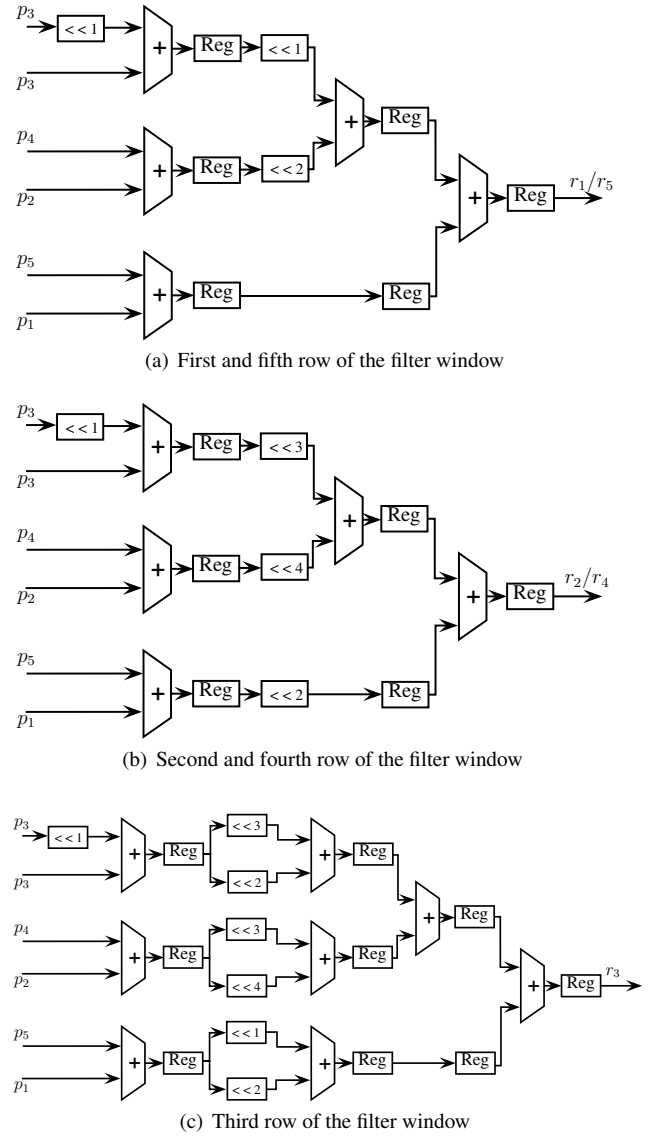 p3 <<1 + Reg <<1
p3
+ Reg
p4
+ Reg <<2
p2
+ Reg r1/r5
p5
+ Reg Reg
p1
(a) First and fifth row of the filter window
p3 <<1 + Reg <<3
p3
+ Reg
p4
+ Reg <<4
p2
+ Reg r2/r4
p5
+ Reg <<2 Reg
p1
(b) Second and fourth row of the filter window
p3 <<1 + Reg <<3 + Reg
p3 <<2
+ Reg
p4 <<3
+ Reg + Reg
p2 <<4
+ Reg r3
p5 <<1
+ Reg + Reg Reg
p1 <<2
(c) Third row of the filter window